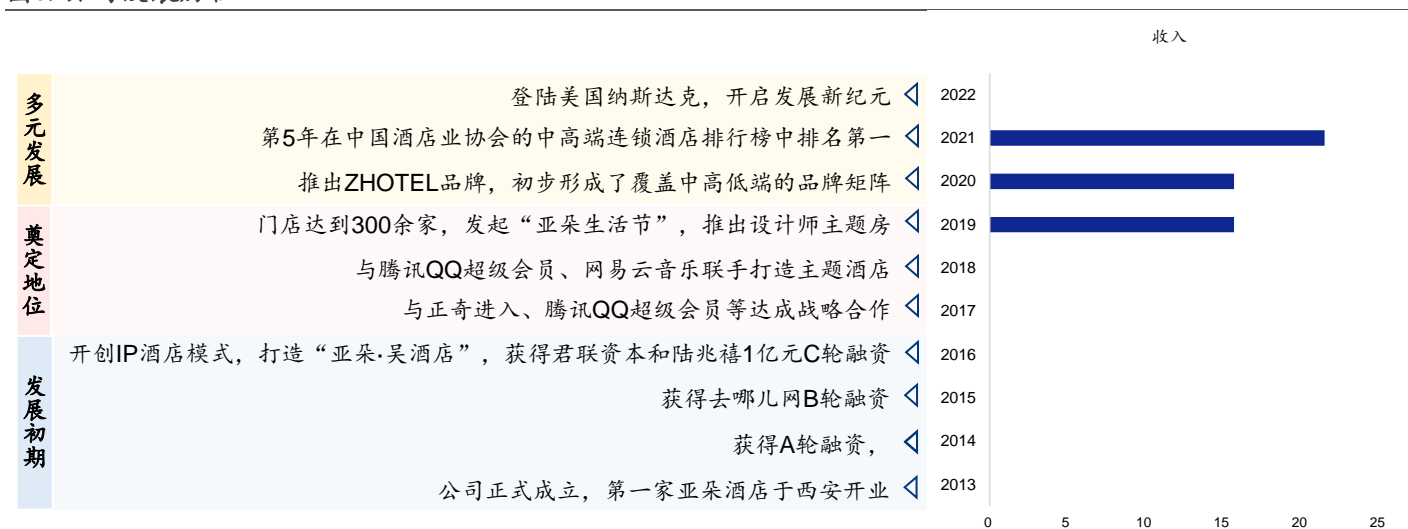 收入
多元发展
登陆美国纳斯达克，开启发展新纪元
2022
第5年在中国酒店业协会的中高端连锁酒店排行榜中排名第一
2021
推出ZHOTEL品牌，初步形成了覆盖中高低端的品牌矩阵
2020
奠定地位
门店达到300余家，发起“亚朵生活节”，推出设计师主题房
2019
与腾讯QQ超级会员、网易云音乐联手打造主题酒店
2018
与正奇进入、腾讯QQ超级会员等达成战略合作
2017
发展初期
开创IP酒店模式，打造“亚朵·吴酒店”，获得君联资本和陆兆禧1亿元C轮融资
2016
获得去哪儿网B轮融资
2015
获得A轮融资，
2014
公司正式成立，第一家亚朵酒店于西安开业
2013
0 5 10 15 20 25